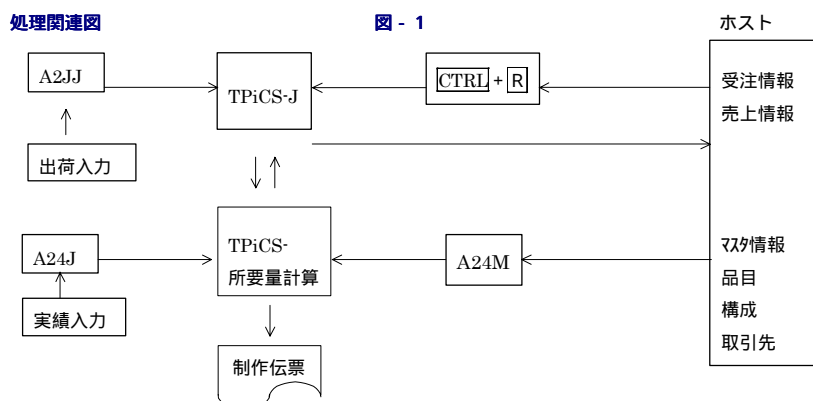 処理関連図 図 - 1 ホスト
A2JJ
TPiCS-J
CTRL + R
受注情報
売上情報
出荷入力
A24J
TPiCS-
所要量計算
A24M
マスタ情報
品目
構成
取引先
実績入力
制作伝票